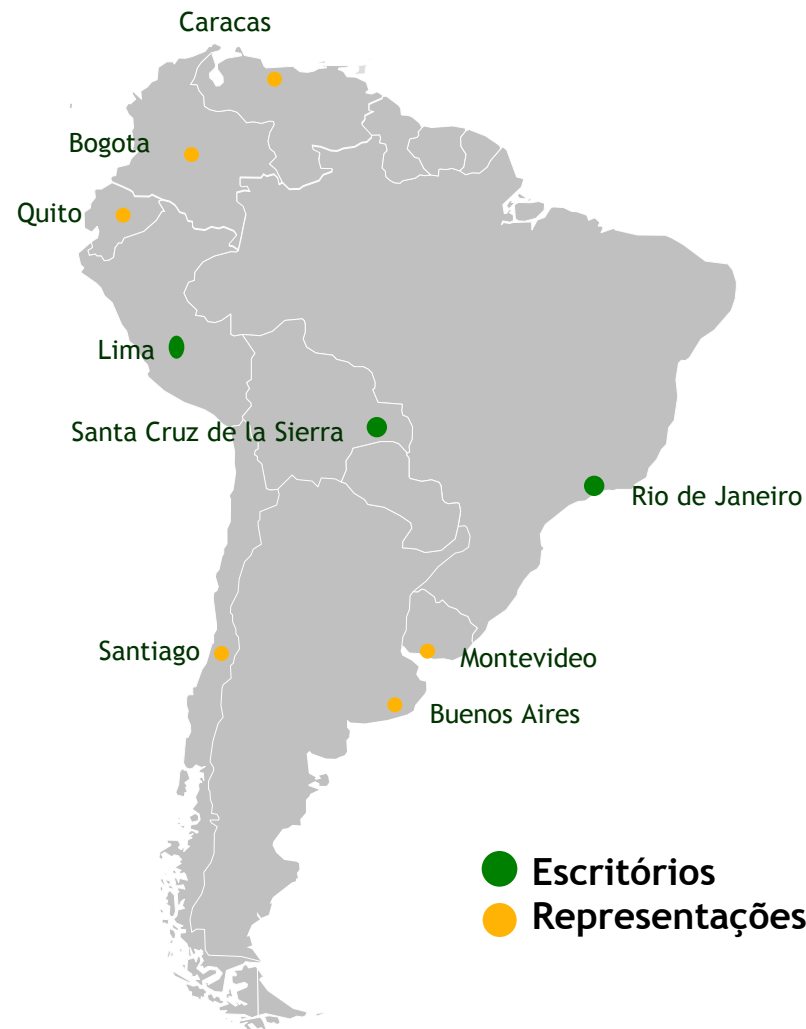 Caracas
Bogota
Quito
Lima
Santa Cruz de la Sierra
Rio de Janeiro
Santiago
Montevideo
Buenos Aires
Escritórios
Representações